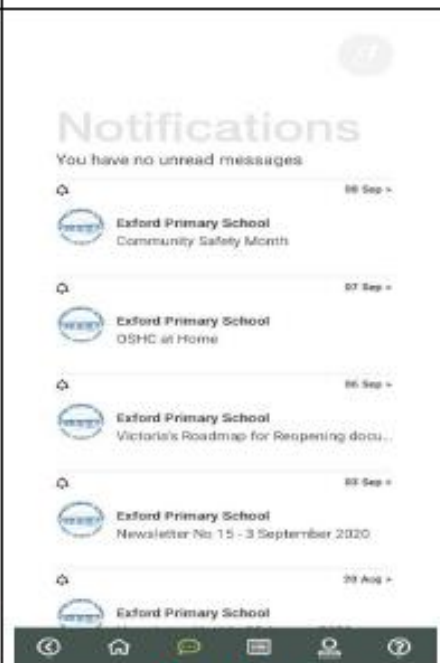 Notifications
You have no unread messages
08 Sep >
Exford Primary School
Community Safety Month
07 Sep >
Exford Primary School
OSHC at Home
06 Sep >
Exford Primary School
Victoria's Roadmap for Reopening docu...
03 Sep >
Exford Primary School
Newsletter No 15 - 3 September 2020
Aug >
Exford Primary School